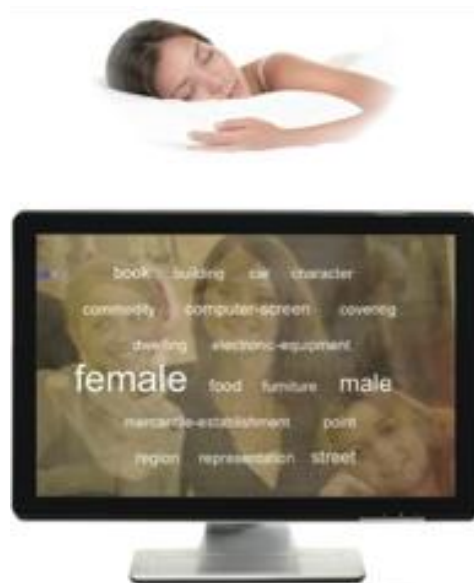 book building car character
commodity computer-screen covering
dwelling electronic-equipment
female food furniture male
mercantile-establishment point
region representation street